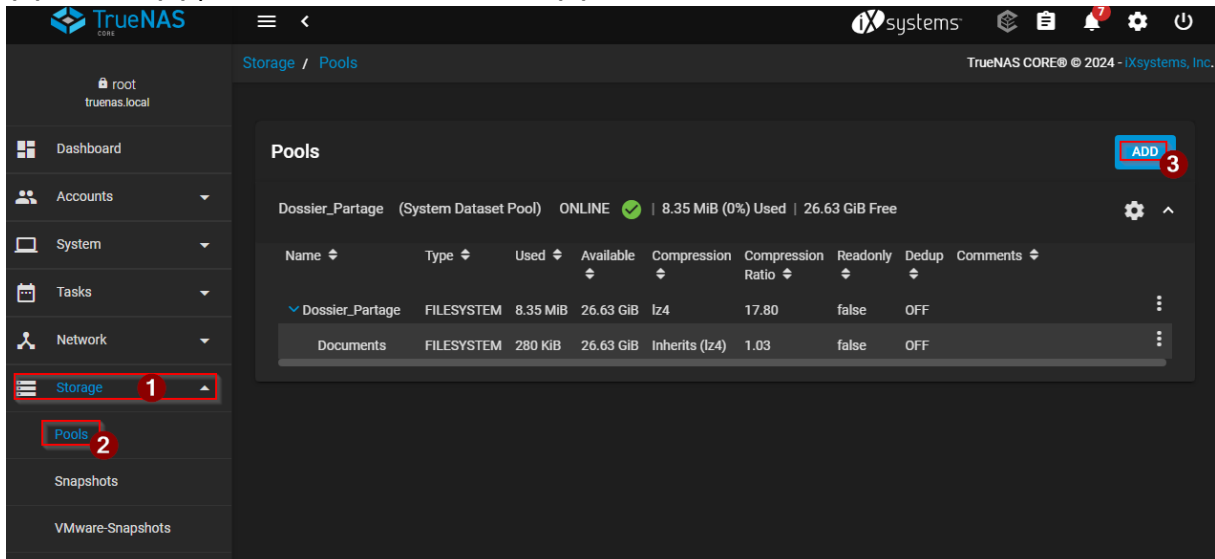 TrueNAS
CORE
iX systems
7
root
truenas.local
Storage / Pools
TrueNAS CORE® © 2024 - iXsystems, Inc.
Dashboard
Accounts
System
Tasks
Network
Storage 1
Pools 2
Snapshots
VMware-Snapshots
Pools
ADD 3
Dossier_Partage (System Dataset Pool) ONLINE | 8.35 MiB (0%) Used | 26.63 GiB Free
Name Type Used Available Compression Compression Ratio Readonly Dedup Comments
Dossier_Partage FILESYSTEM 8.35 MiB 26.63 GiB lz4 17.80 false OFF
Documents FILESYSTEM 280 KiB 26.63 GiB Inherits (lz4) 1.03 false OFF